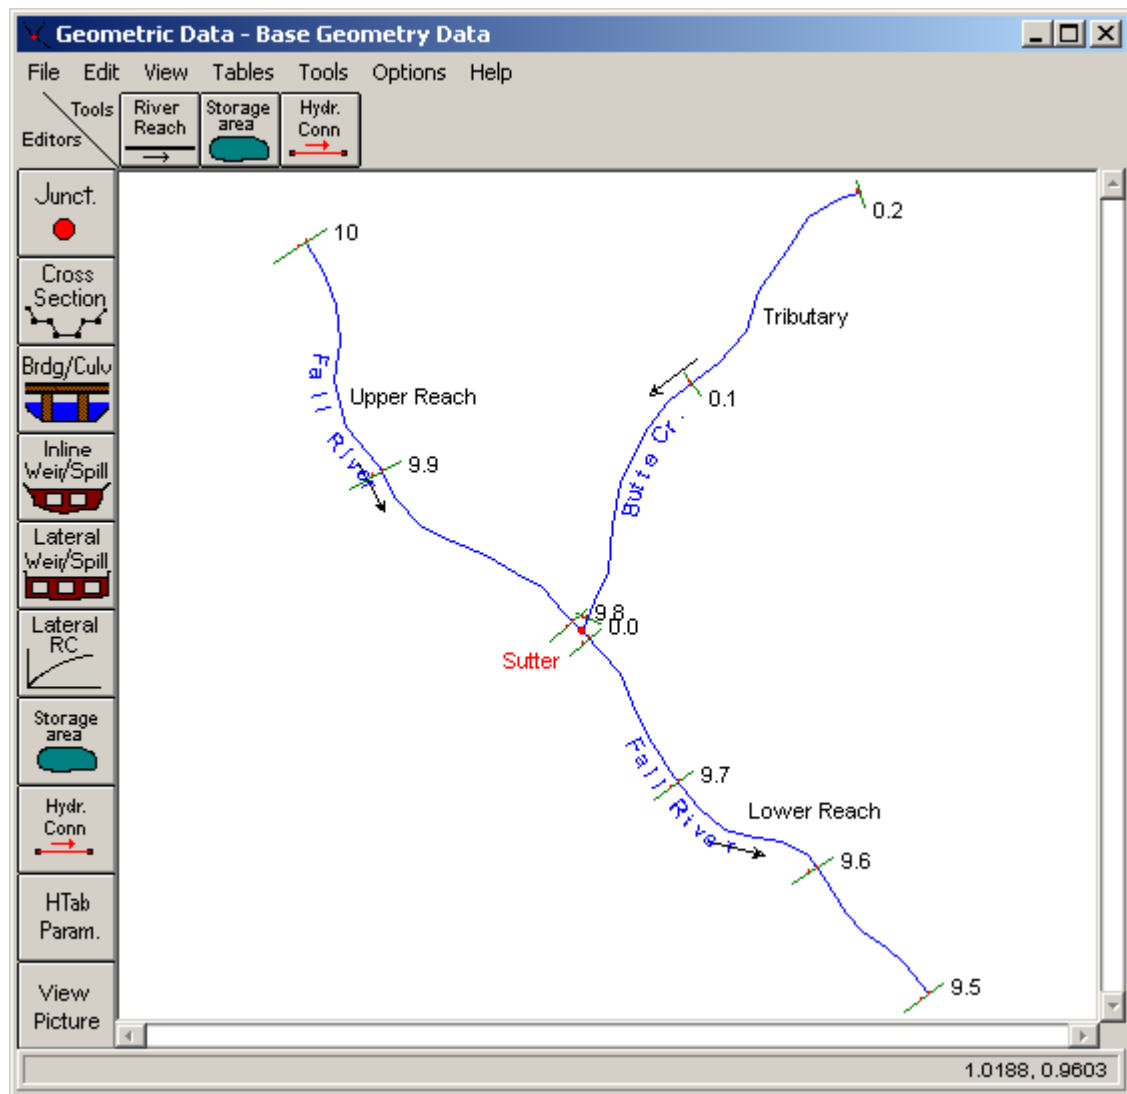 Geometric Data - Base Geometry Data
File Edit View Tables Tools Options Help
Tools
Editors
River
Reach
Storage
area
Hydr.
Conn
Junct.
Cross
Section
Brdg/Culv
Inline
Weir/Spill
Lateral
Weir/Spill
Lateral
RC
Storage
area
Hydr.
Conn
HTab
Param.
View
Picture
10
0.2
Tributary
Fall River
Upper Reach
0.1
Butte Cr.
9.9
9.8
0.0
Sutter
Fall River
9.7
Lower Reach
9.6
9.5
1.0188, 0.9603